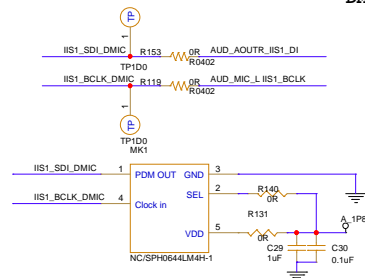 TP
1
IIS1_SDI_DMIC R153 0R AUD_AOUTR_IIS1_DI
TP1D0 R0402
IIS1_BCLK_DMIC R119 0R AUD_MIC_L IIS1_BCLK
R0402
1
TP
TP1D0
MK1
IIS1_SDI_DMIC 1 PDM OUT GND 3
2 R140
SEL 0R
IIS1_BCLK_DMIC 4 Clock in
R131 A_1P8
VDD 5 0R
C29 C30
1uF 0.1uF
NC/SPH0644LM4H-1